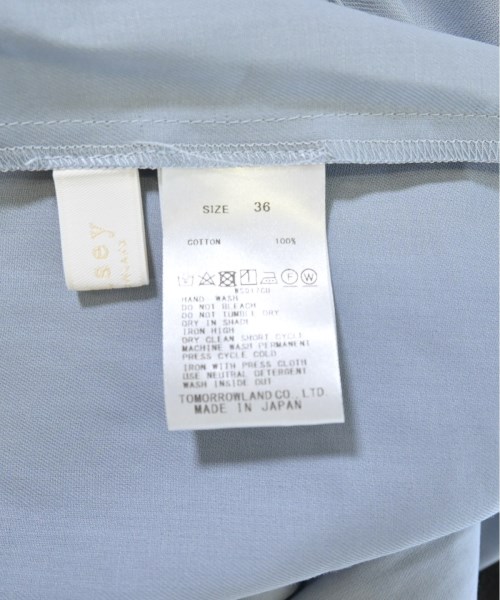 sey
SIZE 36
COTTON 100%
HAND WASH
DO NOT BLEACH
DO NOT TUMBLE DRY
DRY IN SHADE
IRON HIGH
DRY CLEAN SHORT CYCLE
MACHINE WASH PERMANENT
PRESS CYCLE COLD
IRON WITH PRESS CLOTH
USE NEUTRAL DETERGENT
WASH INSIDE OUT
TOMORROWLAND CO., LTD
MADE IN JAPAN